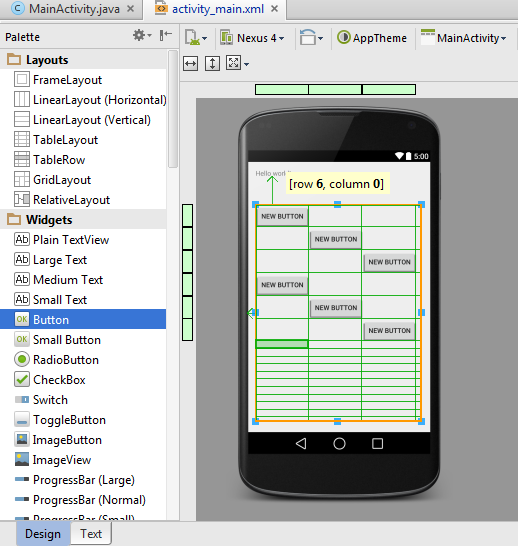 MainActivity.java × activity_main.xml ×
Palette
Nexus 4 AppTheme MainActivity
Layouts
FrameLayout
LinearLayout (Horizontal)
LinearLayout (Vertical)
TableLayout
TableRow
GridLayout
RelativeLayout
Widgets
Plain TextView
Large Text
Medium Text
Small Text
Button
Small Button
RadioButton
CheckBox
Switch
ToggleButton
ImageButton
ImageView
ProgressBar (Large)
ProgressBar (Normal)
ProgressBar (Small)
5:00
Hello world
[row 6, column 0]
NEW BUTTON
NEW BUTTON
NEW BUTTON
NEW BUTTON
NEW BUTTON
NEW BUTTON
Design Text